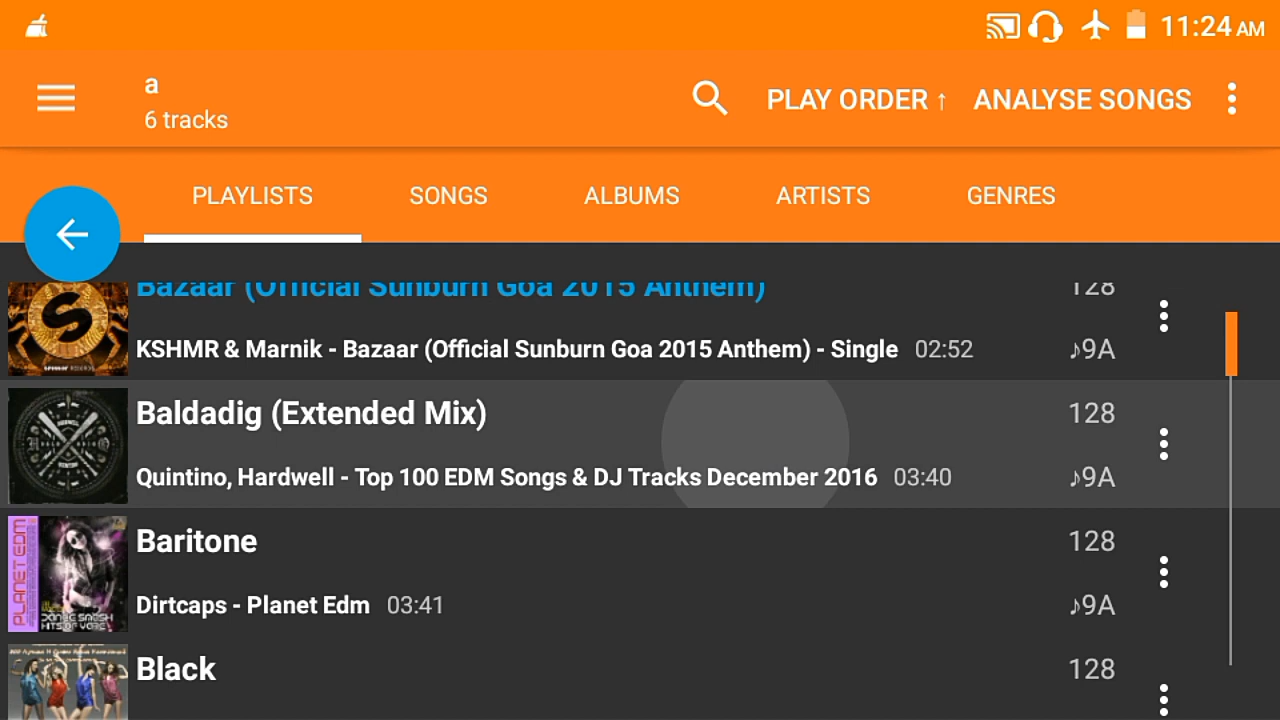 11:24 AM
a
6 tracks
PLAY ORDER ↑
ANALYSE SONGS
PLAYLISTS
SONGS
ALBUMS
ARTISTS
GENRES
Bazaar (Official Sunburn Goa 2015 Anthem)
128
KSHMR & Marnik - Bazaar (Official Sunburn Goa 2015 Anthem) - Single 02:52
♪9A
Baldadig (Extended Mix)
128
Quintino, Hardwell - Top 100 EDM Songs & DJ Tracks December 2016 03:40
♪9A
PLANET EDM
Baritone
128
Dirtcaps - Planet Edm 03:41
♪9A
Black
128